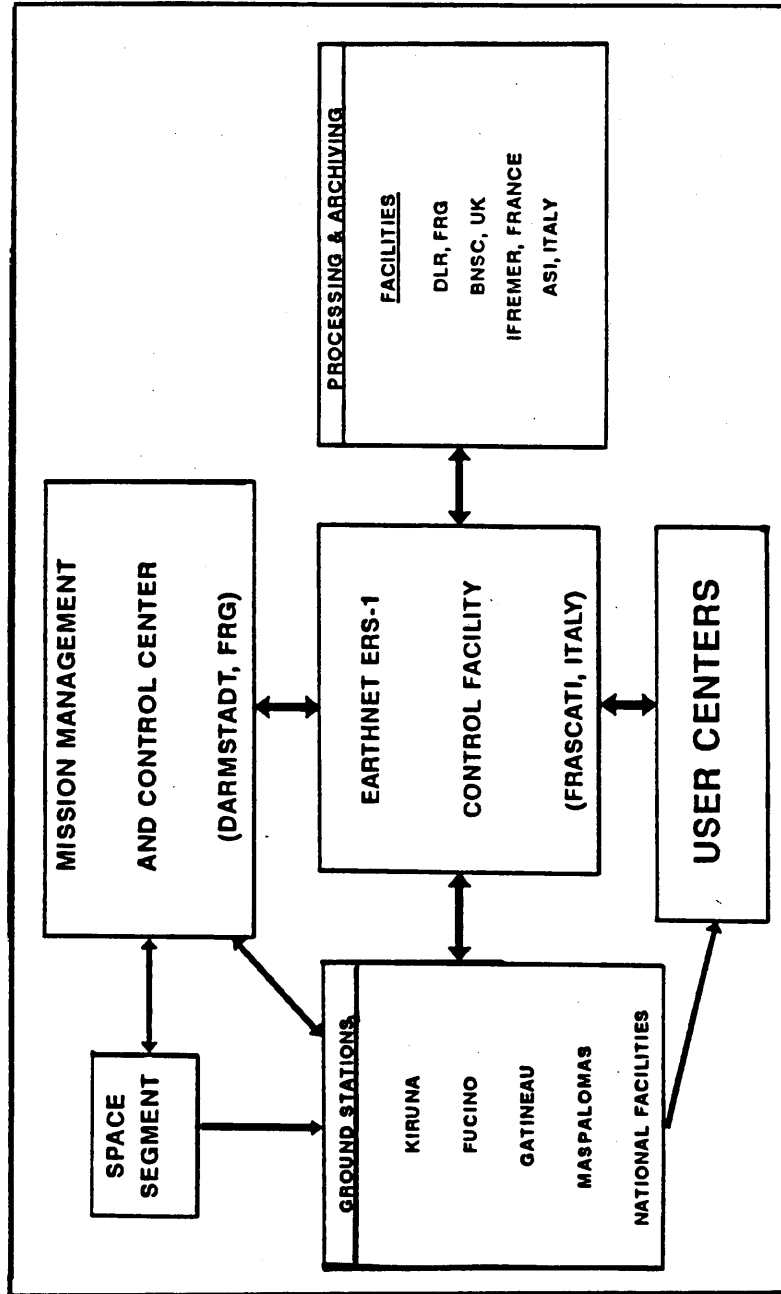 SPACE
SEGMENT
MISSION MANAGEMENT
AND CONTROL CENTER
(DARMSTADT, FRG)
GROUND STATIONS
KIRUNA
FUCINO
GATINEAU
MASPALOMAS
NATIONAL FACILITIES
EARTHNET ERS-1
CONTROL FACILITY
(FRASCATI, ITALY)
PROCESSING & ARCHIVING
FACILITIES
DLR, FRG
BNSC, UK
IFREMER, FRANCE
ASI, ITALY
USER CENTERS